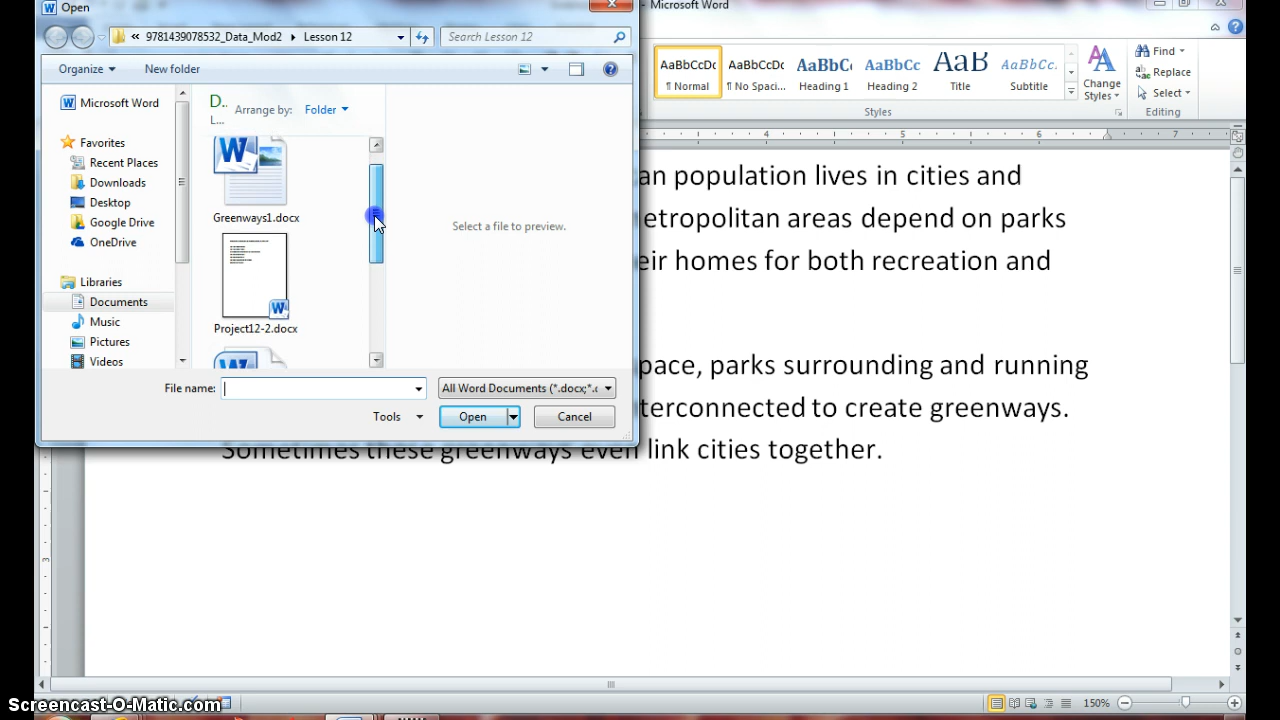 Open
- Microsoft Word
« 9781439078532_Data_Mod2 Lesson 12
Search Lesson 12
Organize
New folder
Microsoft Word
Favorites
Recent Places
Downloads
Desktop
Google Drive
OneDrive
Libraries
Documents
Music
Pictures
Videos
D...
L...
Arrange by: Folder
Greenways1.docx
Project12-2.docx
Select a file to preview.
File name:
All Word Documents (*.docx;*.c
Tools
Open
Cancel
AaBbCcDc
¶ Normal
AaBbCcDc
¶ No Spaci...
AaBbC(
Heading 1
AaBbCc
Heading 2
AaB
Title
AaBbCc.
Subtitle
Change
Styles
Styles
Find
Replace
Select
Editing
4 5 6 7
an population lives in cities and
etropolitan areas depend on parks
eir homes for both recreation and
pace, parks surrounding and running
terconnected to create greenways.
Sometimes these greenways even link cities together.
150%
Screencast-O-Matic.com